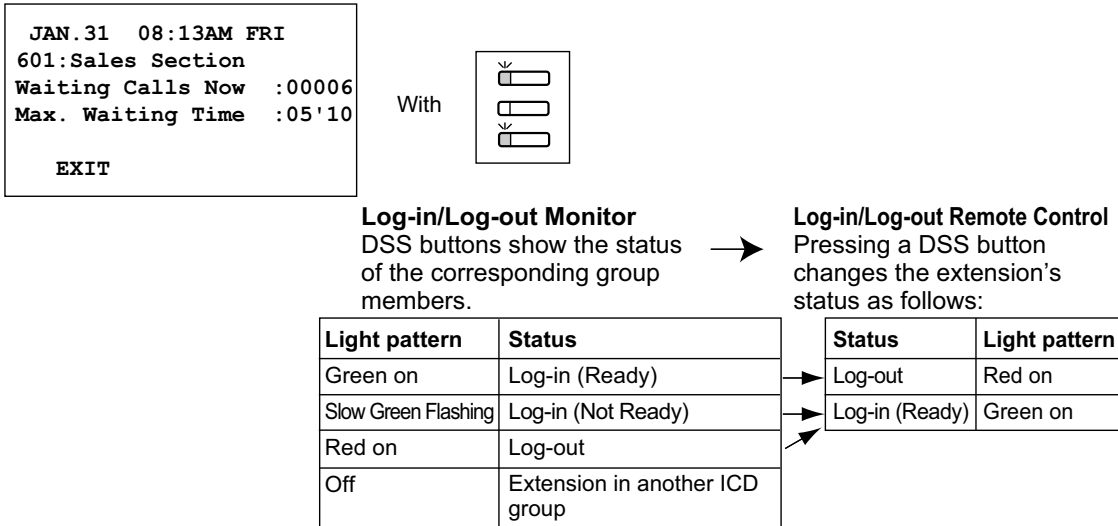 JAN.31 08:13AM FRI
601:Sales Section
Waiting Calls Now :00006
Max. Waiting Time :05'10
EXIT
With
Log-in/Log-out Monitor
DSS buttons show the status
of the corresponding group
members.
Log-in/Log-out Remote Control
Pressing a DSS button
changes the extension’s
status as follows:
Light pattern Status
Green on Log-in (Ready)
Slow Green Flashing Log-in (Not Ready)
Red on Log-out
Off Extension in another ICD
group
Status Light pattern
Log-out Red on
Log-in (Ready) Green on